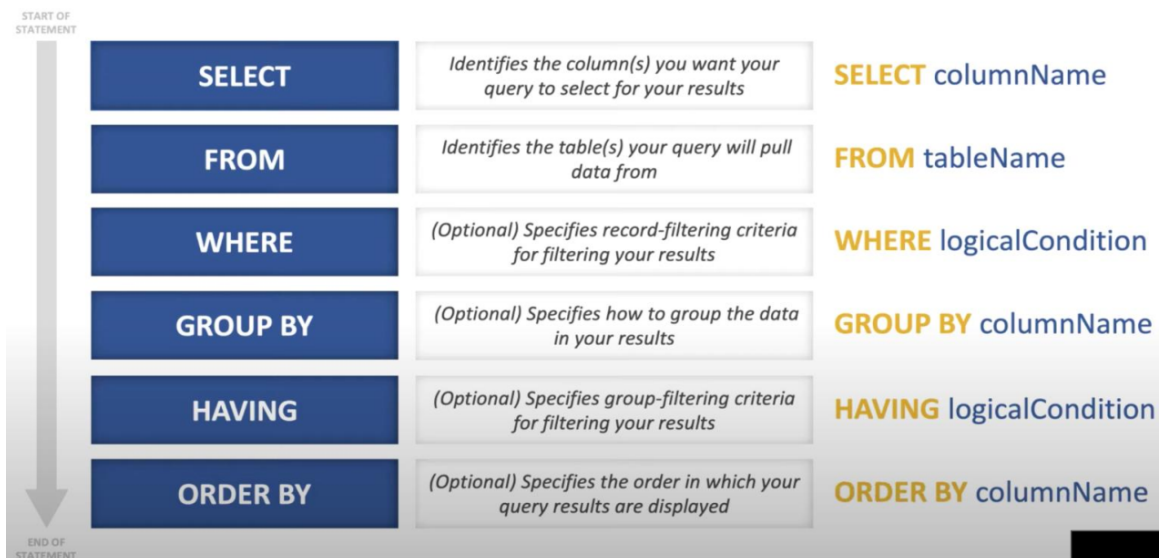 START OF
STATEMENT
SELECT
Identifies the column(s) you want your
query to select for your results
SELECT columnName
FROM
Identifies the table(s) your query will pull
data from
FROM tableName
WHERE
(Optional) Specifies record-filtering criteria
for filtering your results
WHERE logicalCondition
GROUP BY
(Optional) Specifies how to group the data
in your results
GROUP BY columnName
HAVING
(Optional) Specifies group-filtering criteria
for filtering your results
HAVING logicalCondition
ORDER BY
(Optional) Specifies the order in which your
query results are displayed
ORDER BY columnName
END OF
STATEMENT